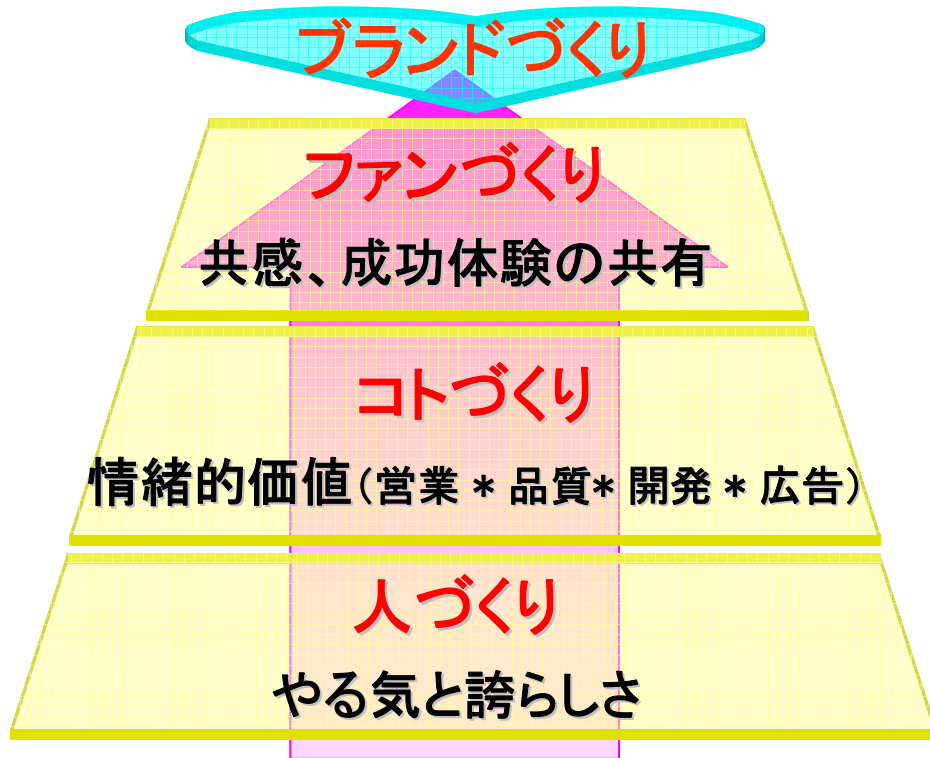 ブランドづくり
ファンづくり
共感、成功体験の共有
コトづくり
情緒的価値（営業 * 品質* 開発 * 広告）
人づくり
やる気と誇らしさ